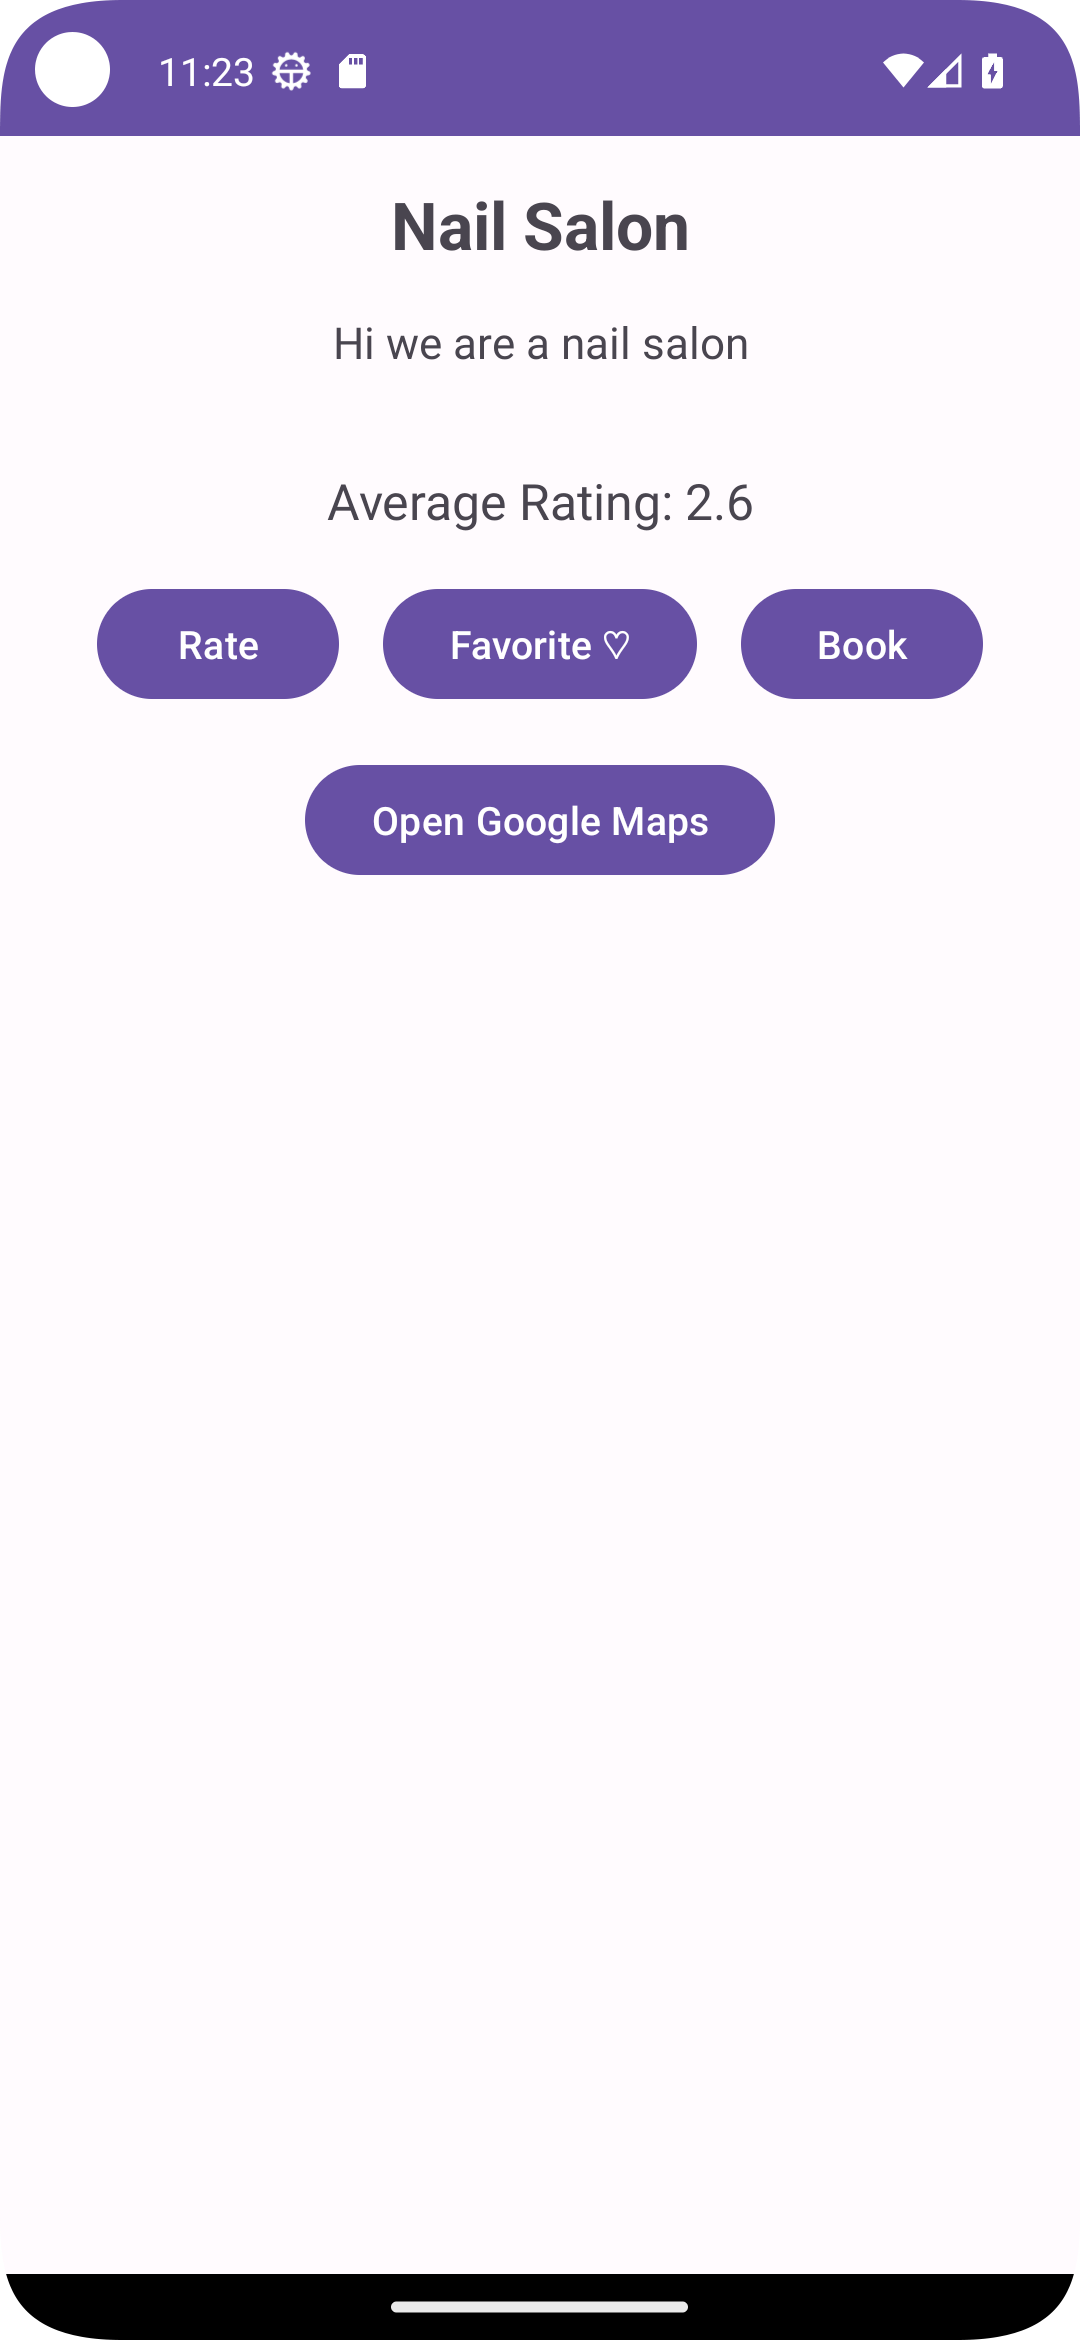 11:23
Nail Salon
Hi we are a nail salon
Average Rating: 2.6
Rate
Favorite ♡
Book
Open Google Maps